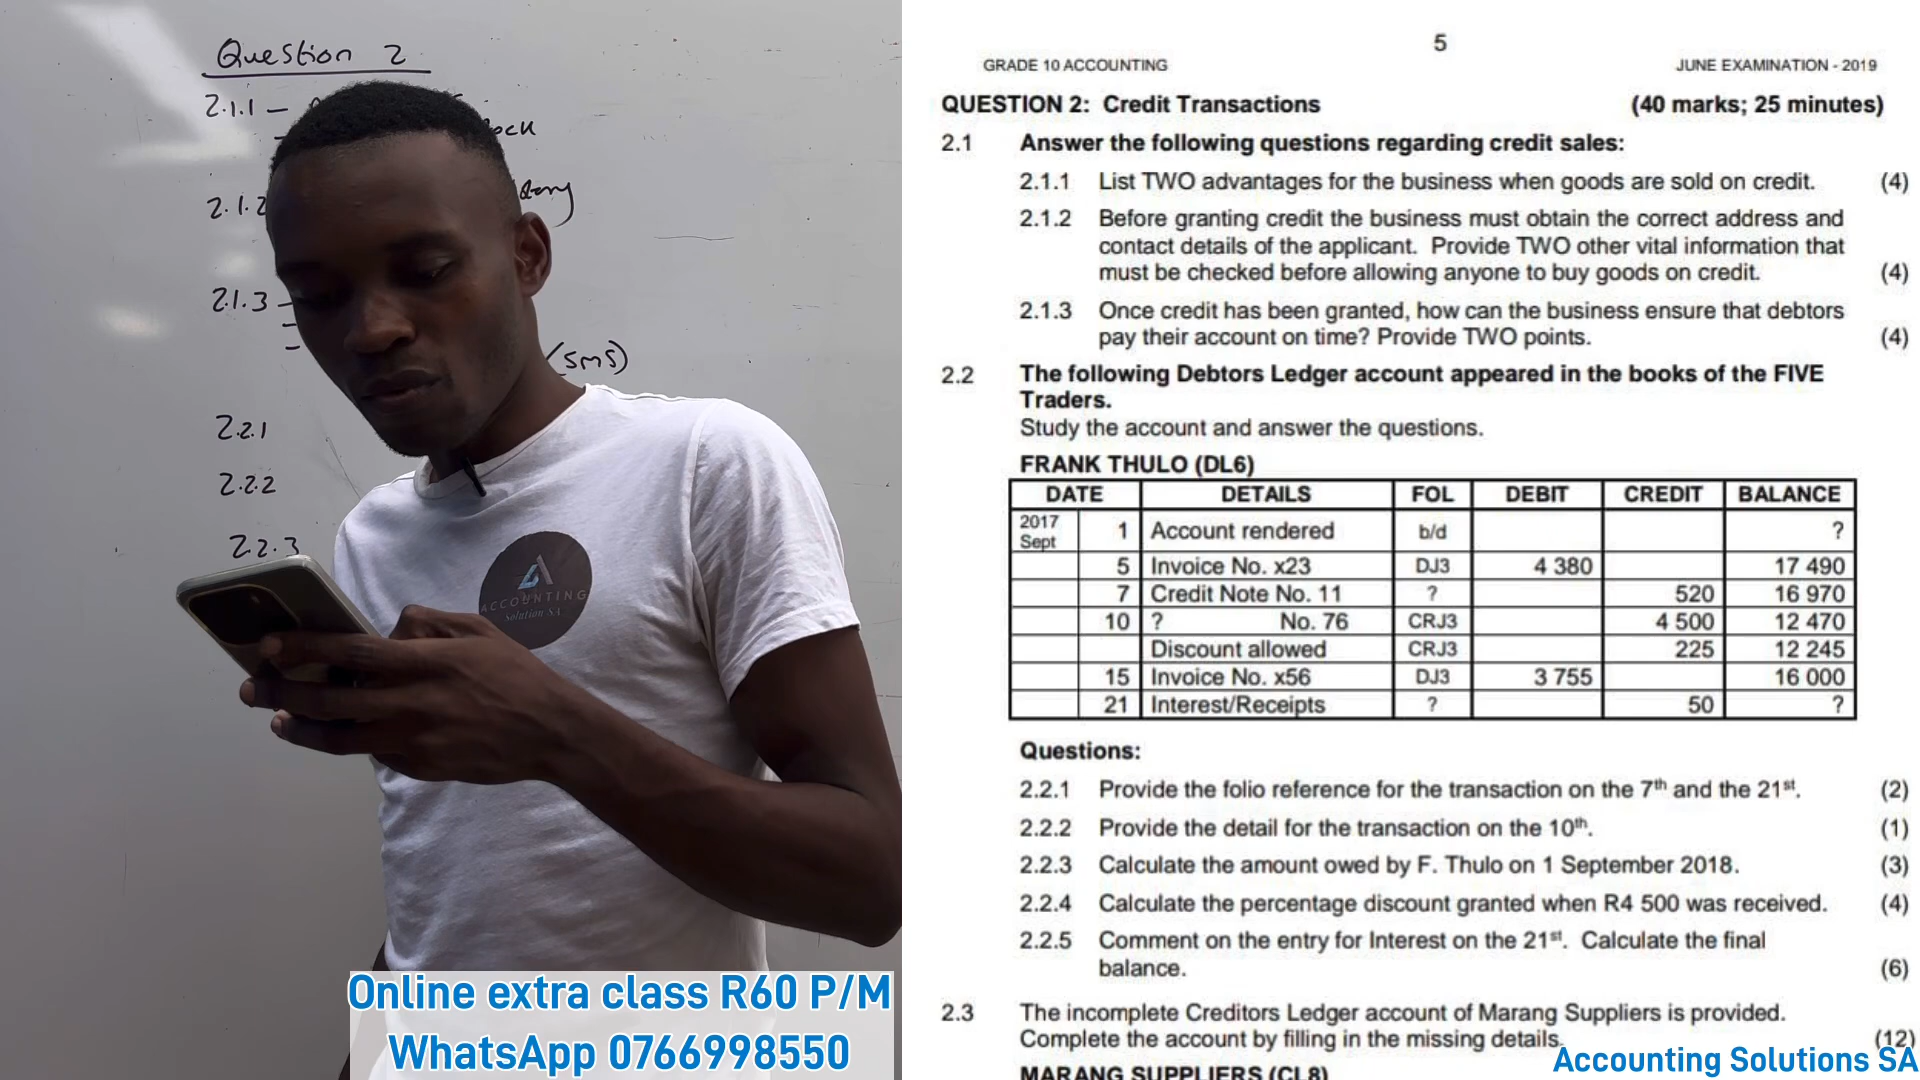 Question 2
2.1.1 –
ock
2.1.2
2.1.3 –
(sms)
2.2.1
2.2.2
2.2.3
ACCOUNTING
Solution SA
Online extra class R60 P/M
WhatsApp 0766998550
5
GRADE 10 ACCOUNTING JUNE EXAMINATION - 2019
QUESTION 2: Credit Transactions (40 marks; 25 minutes)
2.1 Answer the following questions regarding credit sales:
2.1.1 List TWO advantages for the business when goods are sold on credit. (4)
2.1.2 Before granting credit the business must obtain the correct address and
contact details of the applicant. Provide TWO other vital information that
must be checked before allowing anyone to buy goods on credit. (4)
2.1.3 Once credit has been granted, how can the business ensure that debtors
pay their account on time? Provide TWO points. (4)
2.2 The following Debtors Ledger account appeared in the books of the FIVE
Traders.
Study the account and answer the questions.
FRANK THULO (DL6)
DATE DETAILS FOL DEBIT CREDIT BALANCE
2017
Sept 1 Account rendered b/d ?
5 Invoice No. x23 DJ3 4 380 17 490
7 Credit Note No. 11 ? 520 16 970
10 ? No. 76 CRJ3 4 500 12 470
Discount allowed CRJ3 225 12 245
15 Invoice No. x56 DJ3 3 755 16 000
21 Interest/Receipts ? 50 ?
Questions:
2.2.1 Provide the folio reference for the transaction on the 7th and the 21st. (2)
2.2.2 Provide the detail for the transaction on the 10th. (1)
2.2.3 Calculate the amount owed by F. Thulo on 1 September 2018. (3)
2.2.4 Calculate the percentage discount granted when R4 500 was received. (4)
2.2.5 Comment on the entry for Interest on the 21st. Calculate the final
balance. (6)
2.3 The incomplete Creditors Ledger account of Marang Suppliers is provided.
Complete the account by filling in the missing details. (12)
MARANG SUPPLIERS (CL8)
Accounting Solutions SA